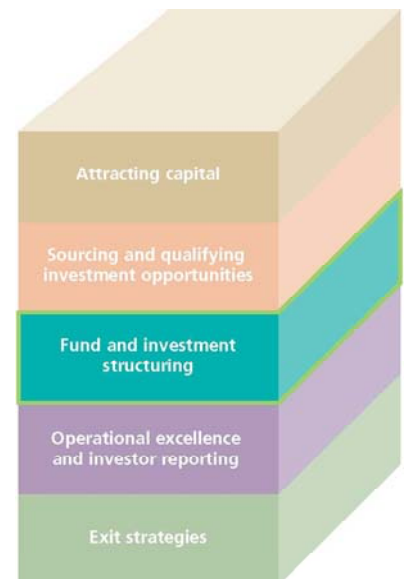 Attracting capital
Sourcing and qualifying
investment opportunities
Fund and investment
structuring
Operational excellence
and investor reporting
Exit strategies